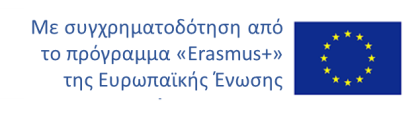 Με συγχρηματοδότηση από
το πρόγραμμα «Erasmus+»
της Ευρωπαϊκής Ένωσης